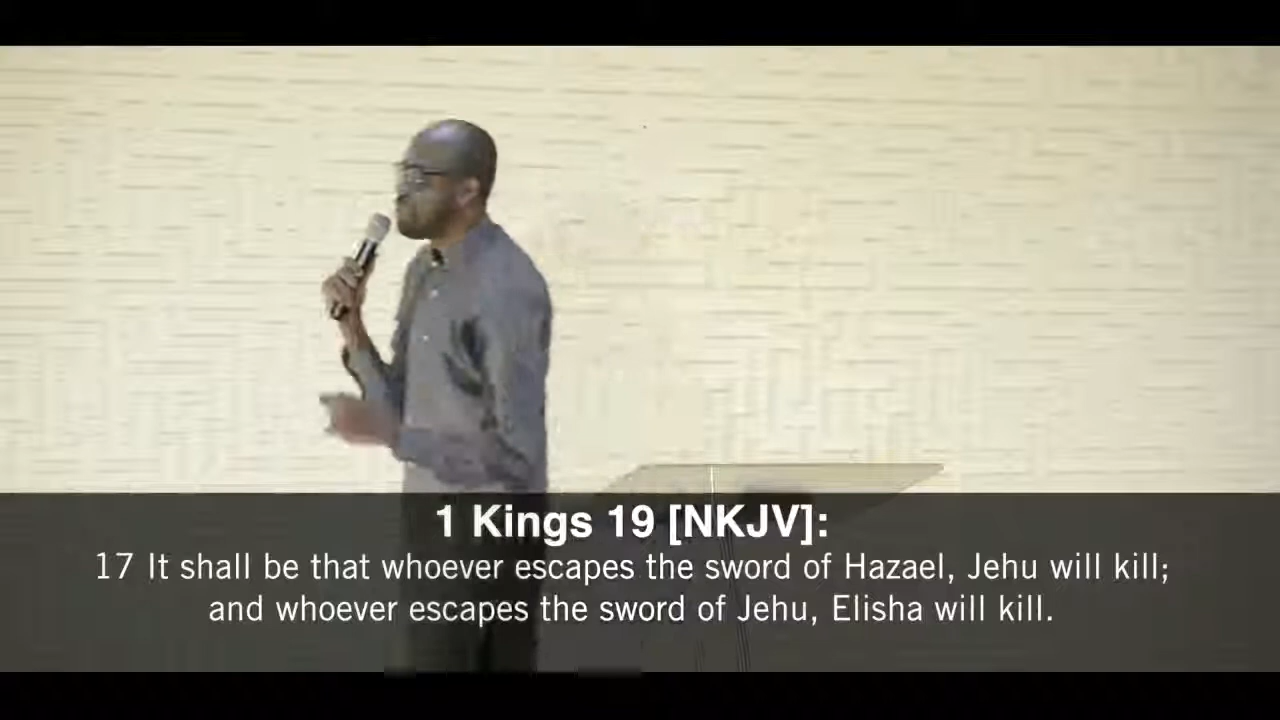 1 Kings 19 [NKJV]:
17 It shall be that whoever escapes the sword of Hazael, Jehu will kill;
and whoever escapes the sword of Jehu, Elisha will kill.